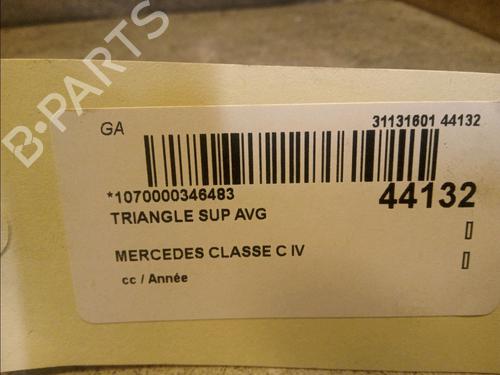 B-PARTS
GA
31131601 44132
*1070000346483
44132
TRIANGLE SUP AVG
MERCEDES CLASSE C IV
cc / Année